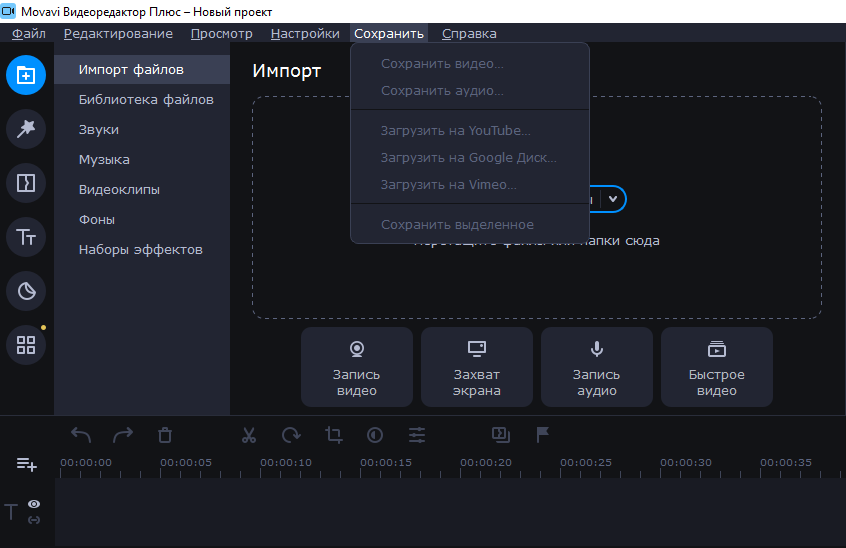 Movavi Видеоредактор Плюс – Новый проект
Файл Редактирование Просмотр Настройки Сохранить Справка
Импорт файлов
Библиотека файлов
Звуки
Музыка
Видеоклипы
Фоны
Наборы эффектов
Импорт
Сохранить видео...
Сохранить аудио...
Загрузить на YouTube...
Загрузить на Google Диск...
Загрузить на Vimeo...
Сохранить выделенное
папки сюда
Запись
видео
Захват
экрана
Запись
аудио
Быстрое
видео
00:00:00 00:00:05 00:00:10 00:00:15 00:00:20 00:00:25 00:00:30 00:00:35